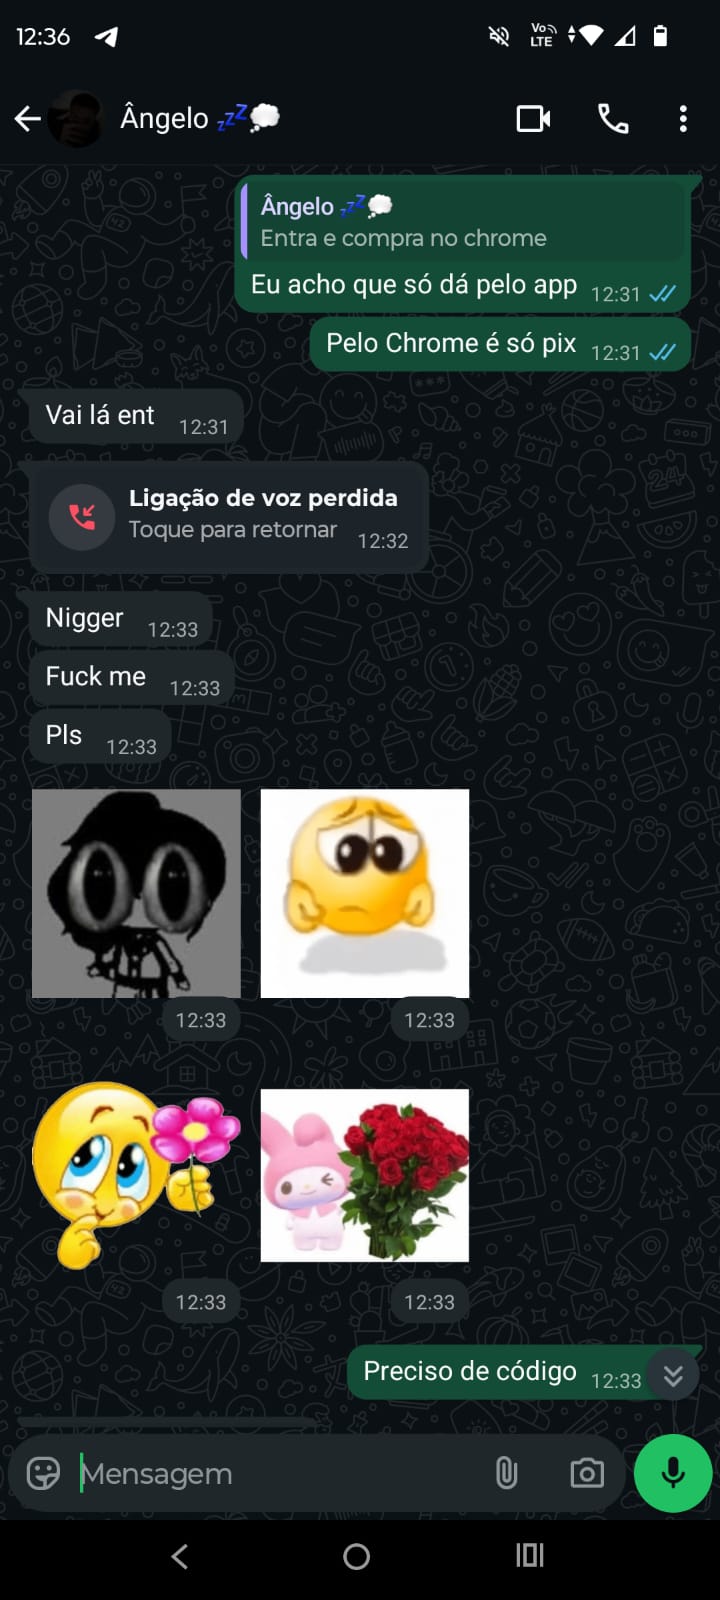 12:36
Vo
LTE
Ângelo 💤💭
Ângelo 💤💭
Entra e compra no chrome
Eu acho que só dá pelo app 12:31
Pelo Chrome é só pix 12:31
Vai lá ent 12:31
Ligação de voz perdida
Toque para retornar 12:32
Nigger 12:33
Fuck me 12:33
Pls 12:33
12:33 12:33
12:33 12:33
Preciso de código 12:33
Mensagem